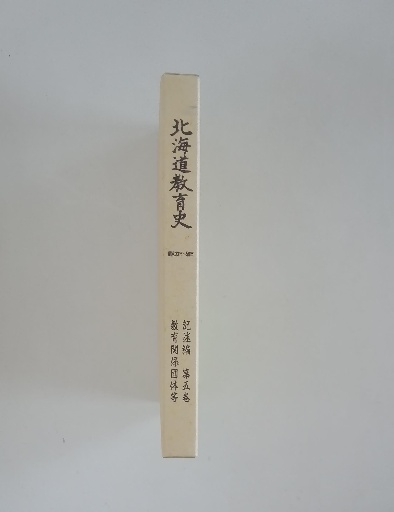 北海道教育史
記述編 第五巻
教育関係団体等